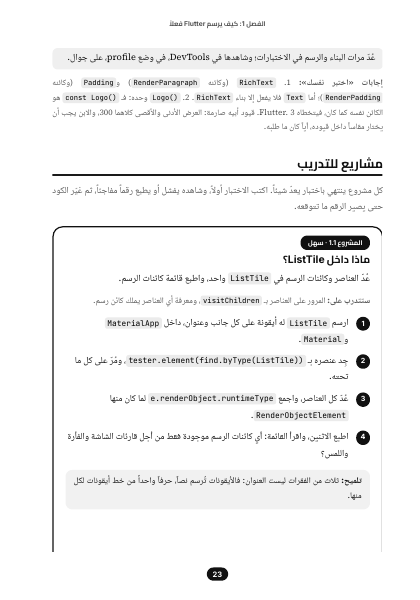 الفصل 1: كيف يرسم Flutter فعلاً
عُدّ مرات البناء والرسم في الاختبارات؛ وشاهدها في DevTools، في وضع profile، على جوال.
إجابات «اختبر نفسك»: 1. RichText (وكائنه RenderParagraph) و Padding (وكائنه
RenderPadding)؛ أما Text فلا يفعل إلا بناء RichText. 2. Logo() وحده: فـ const Logo() هو
الكائن نفسه كما كان، فيتخطاه Flutter. 3. قيود أبيه صارمة: العرض الأدنى والأقصى كلاهما 300، والابن يجب أن
يختار مقاساً داخل قيوده، أياً كان ما طلبه.
مشاريع للتدريب
كل مشروع ينتهي باختبار يعدّ شيئاً. اكتب الاختبار أولاً، وشاهده يفشل أو يطبع رقماً مفاجئاً، ثم غيّر الكود
حتى يصير الرقم ما تتوقعه.
المشروع 1.1 · سهل
ماذا داخل ListTile؟
عُدّ العناصر وكائنات الرسم في ListTile واحد، واطبع قائمة كائنات الرسم.
ستتدرب على: المرور على العناصر بـ visitChildren، ومعرفة أي العناصر يملك كائن رسم.
1 ارسم ListTile له أيقونة على كل جانب وعنوان، داخل MaterialApp
و Material.
2 جِد عنصره بـ tester.element(find.byType(ListTile))، ومُرّ على كل ما
تحته.
3 عُدّ كل العناصر، واجمع e.renderObject.runtimeType لما كان منها
RenderObjectElement.
4 اطبع الاثنين، واقرأ القائمة: أي كائنات الرسم موجودة فقط من أجل قارئات الشاشة والفأرة
واللمس؟
تلميح: ثلاث من الفقرات ليست العنوان: فالأيقونات تُرسم نصاً، حرفاً واحداً من خط أيقونات لكل
منها.
23